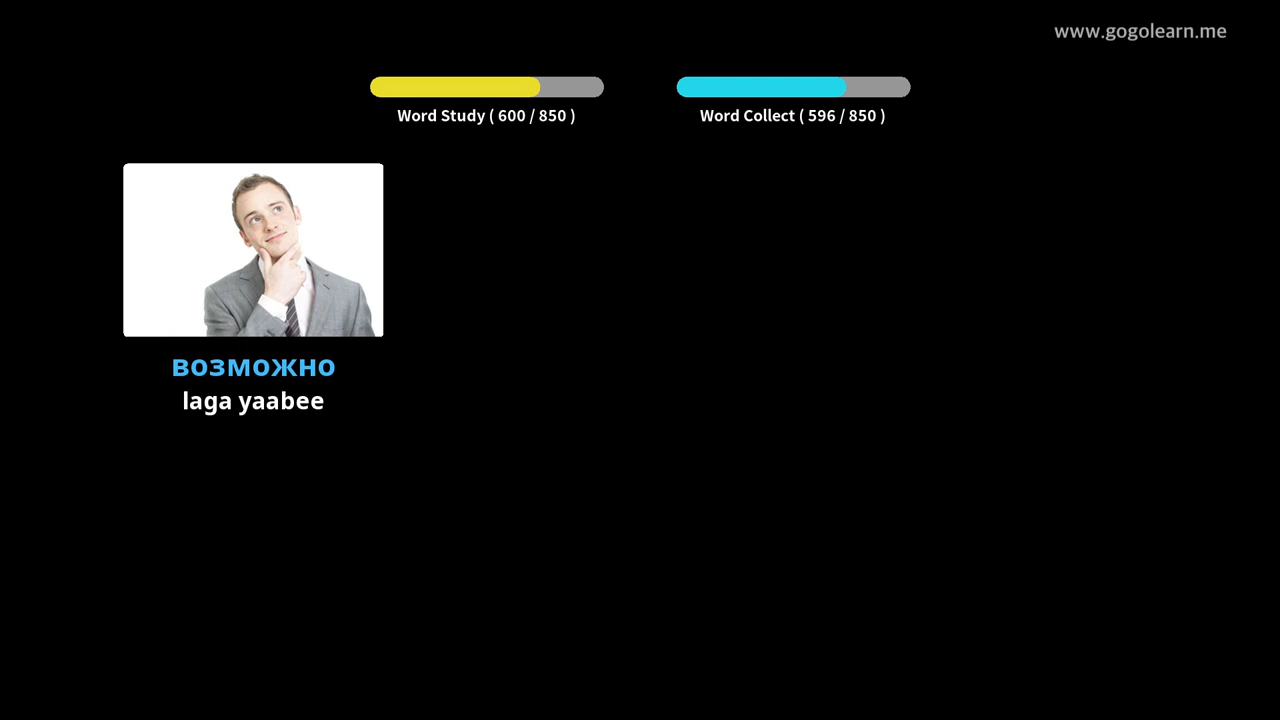 www.gogolearn.me
Word Study ( 600 / 850 )
Word Collect ( 596 / 850 )
возможно
laga yaabee